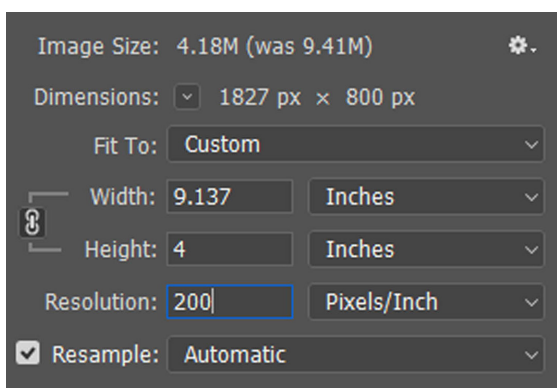 Image Size: 4.18M (was 9.41M)
Dimensions: 1827 px × 800 px
Fit To: Custom
Width: 9.137 Inches
Height: 4 Inches
Resolution: 200 Pixels/Inch
Resample: Automatic